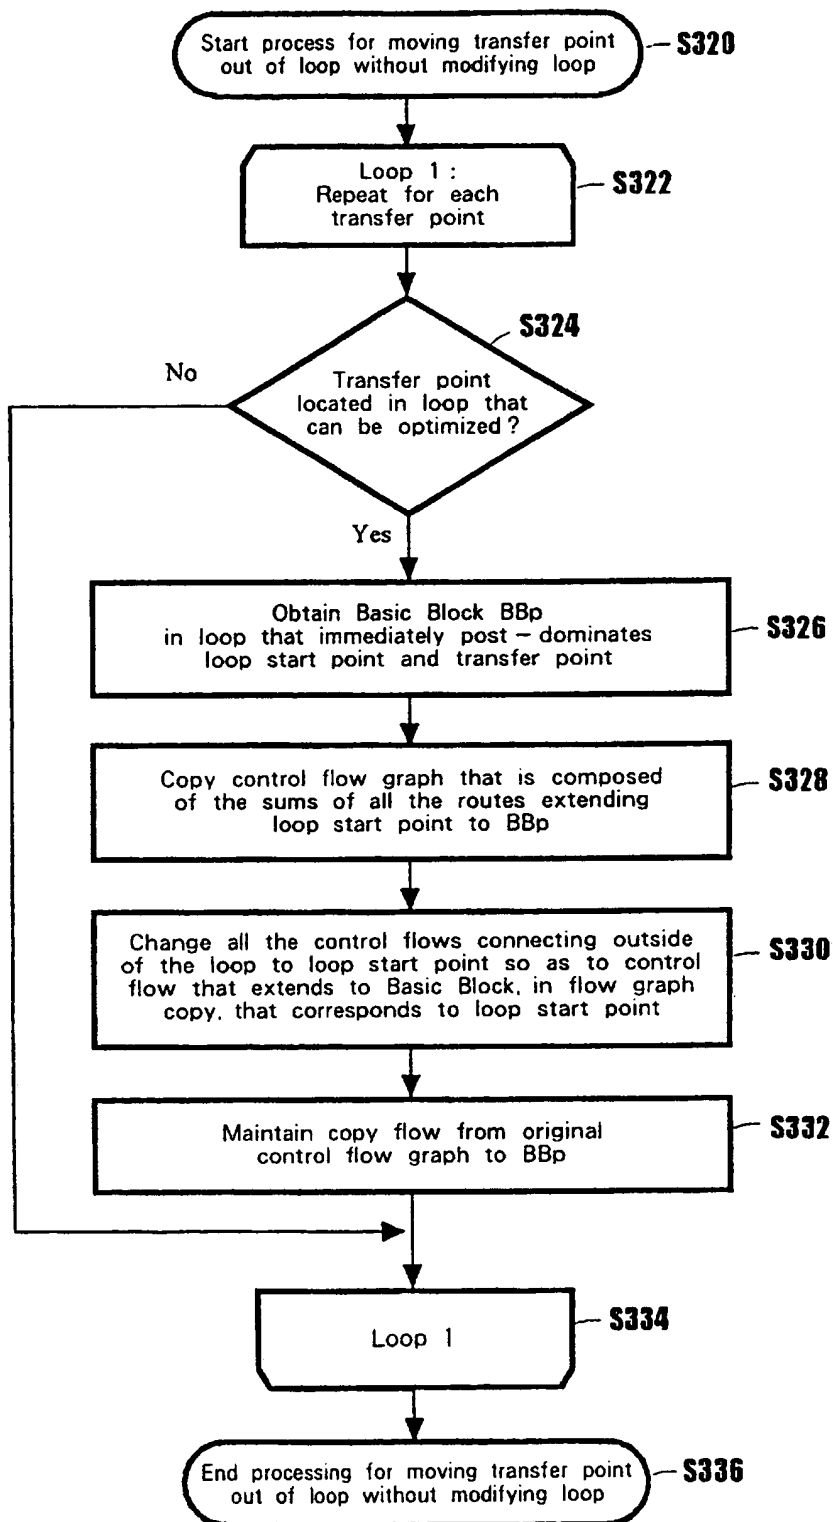 Start process for moving transfer point
out of loop without modifying loop
S320
Loop 1 :
Repeat for each
transfer point
S322
S324
No
Transfer point
located in loop that
can be optimized ?
Yes
Obtain Basic Block BBp
in loop that immediately post – dominates
loop start point and transfer point
S326
Copy control flow graph that is composed
of the sums of all the routes extending
loop start point to BBp
S328
Change all the control flows connecting outside
of the loop to loop start point so as to control
flow that extends to Basic Block, in flow graph
copy, that corresponds to loop start point
S330
Maintain copy flow from original
control flow graph to BBp
S332
Loop 1
S334
End processing for moving transfer point
out of loop without modifying loop
S336